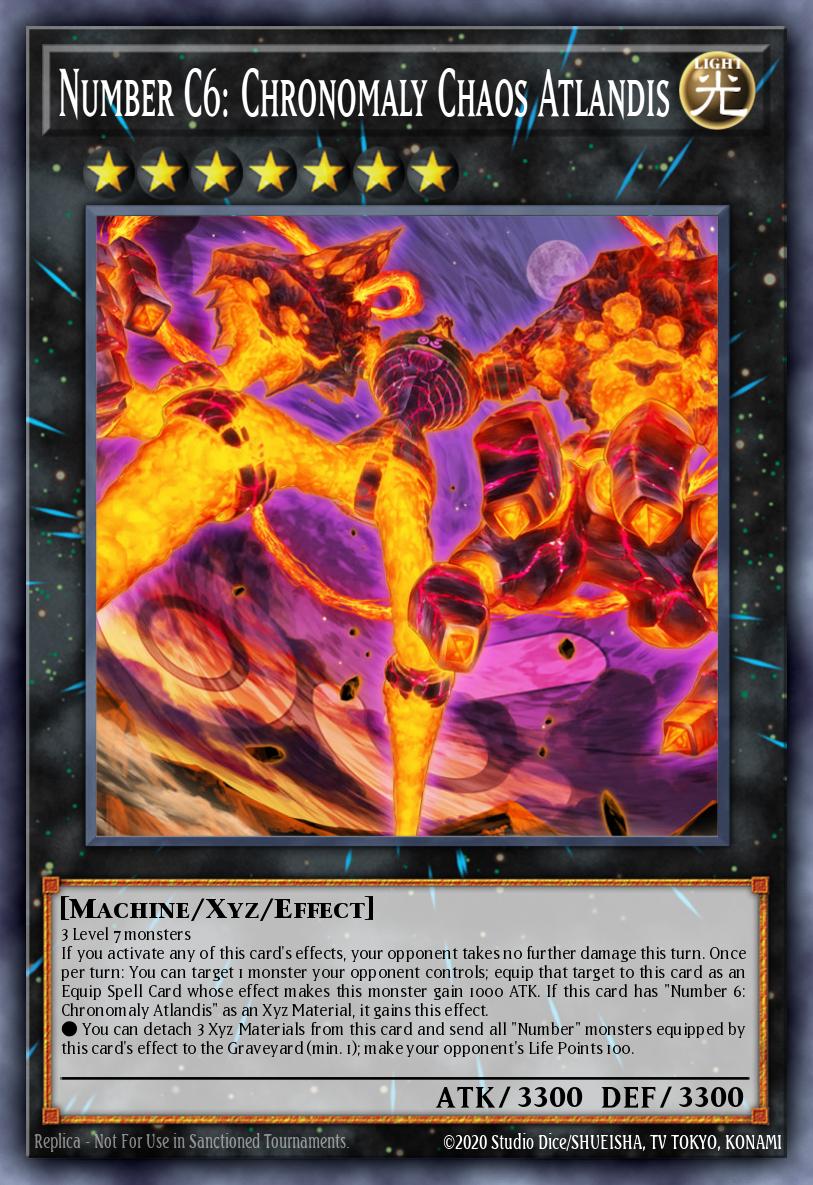 Number C6: Chronomaly Chaos Atlandis
LIGHT
光
[Machine/Xyz/Effect]
3 Level 7 monsters
If you activate any of this card's effects, your opponent takes no further damage this turn. Once
per turn: You can target 1 monster your opponent controls; equip that target to this card as an
Equip Spell Card whose effect makes this monster gain 1000 ATK. If this card has "Number 6:
Chronomaly Atlandis" as an Xyz Material, it gains this effect.
● You can detach 3 Xyz Materials from this card and send all "Number" monsters equipped by
this card's effect to the Graveyard (min. 1); make your opponent's Life Points 100.
ATK/3300 DEF/3300
Replica - Not For Use in Sanctioned Tournaments.
©2020 Studio Dice/SHUEISHA, TV TOKYO, KONAMI